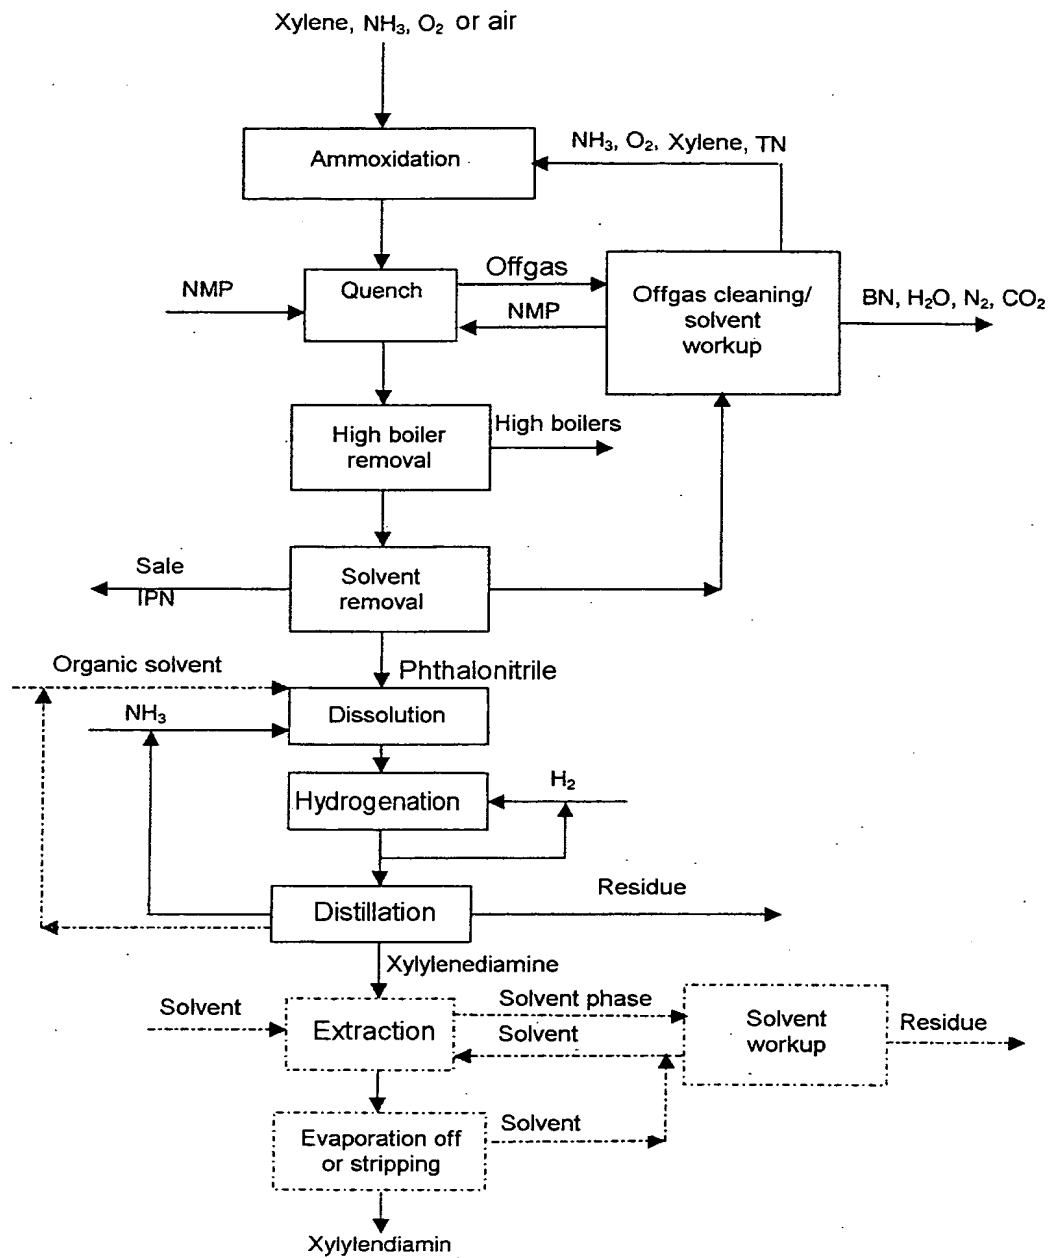 Xylene, NH₃, O₂ or air
Ammoxidation
NH₃, O₂, Xylene, TN
NMP
Quench
Offgas
NMP
Offgas cleaning/
solvent
workup
BN, H₂O, N₂, CO₂
High boiler
removal
High boilers
Sale
IPN
Solvent
removal
Organic solvent
Phthalonitrile
NH₃
Dissolution
Hydrogenation
H₂
Distillation
Residue
Xylylenediamine
Solvent
Extraction
Solvent phase
Solvent
Solvent
workup
Residue
Evaporation off
or stripping
Solvent
Xylylendiamin